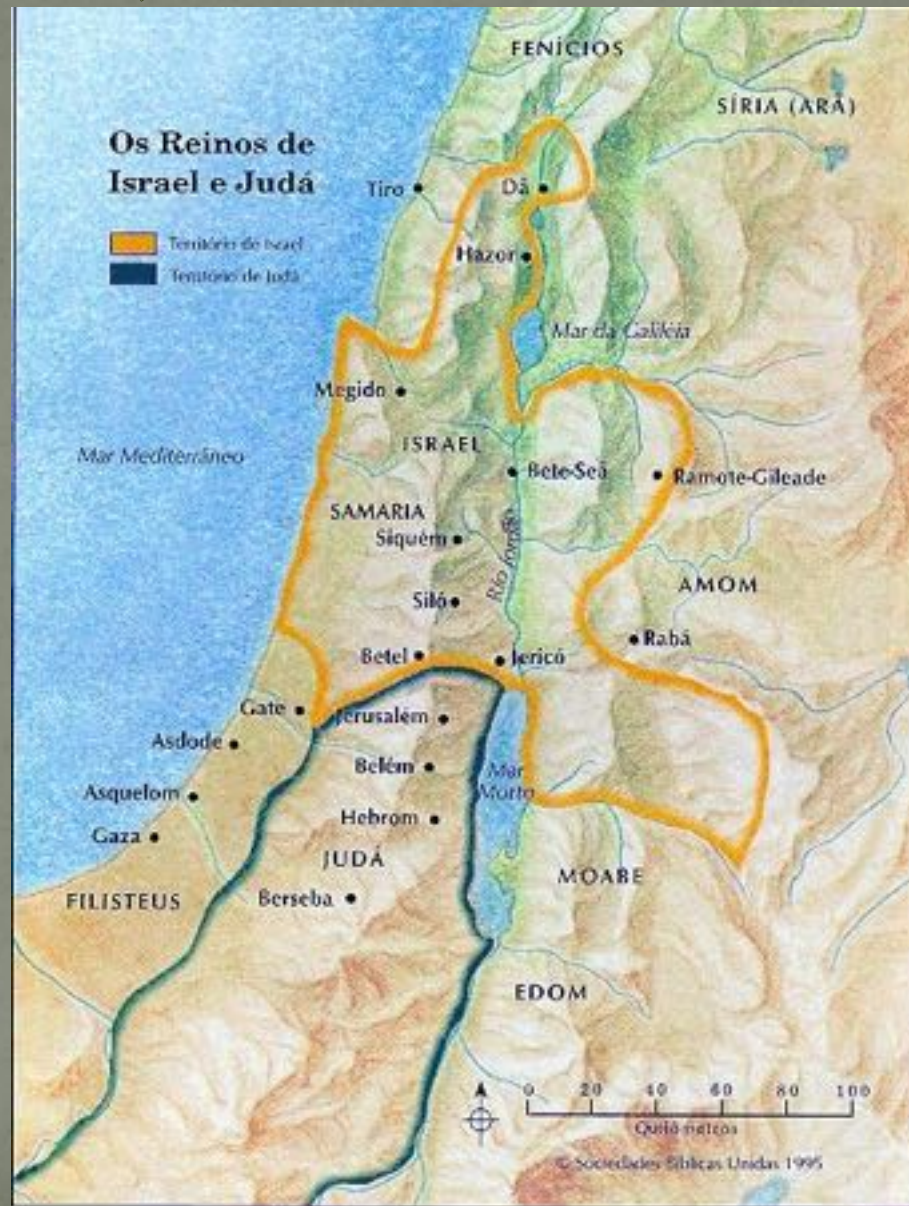 FENÍCIOS
SÍRIA (ARÃ)
Os Reinos de
Israel e Judá
Território de Israel
Território de Judá
Tiro
Dã
Hazor
Mar da Galiléia
Megido
Mar Mediterrâneo
ISRAEL
Bete-Seã
Ramote-Gileade
SAMARIA
Siquém
Rio Jordão
AMOM
Siló
Rabá
Betel
Jericó
Gate
Jerusalém
Asdode
Belém
Mar
Morto
Asquelom
Hebrom
Gaza
JUDÁ
MOABE
FILISTEUS
Berseba
EDOM
0 20 40 60 80 100
Quilômetros
© Sociedades Bíblicas Unidas 1995